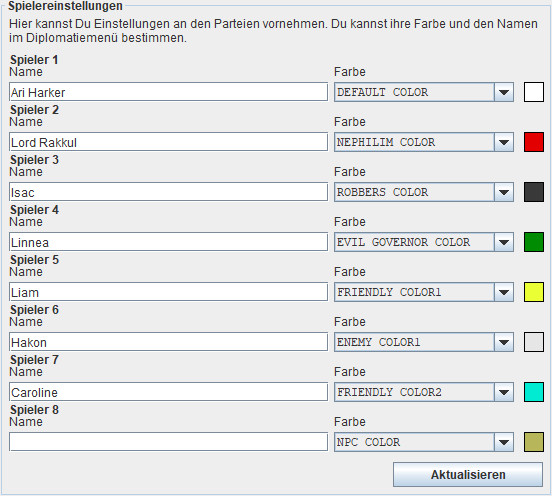 Spielereinstellungen
Hier kannst Du Einstellungen an den Parteien vornehmen. Du kannst ihre Farbe und den Namen
im Diplomatiemenü bestimmen.
Spieler 1
Name Farbe
Ari Harker DEFAULT COLOR
Spieler 2
Name Farbe
Lord Rakkul NEPHILIM COLOR
Spieler 3
Name Farbe
Isac ROBBERS COLOR
Spieler 4
Name Farbe
Linnea EVIL GOVERNOR COLOR
Spieler 5
Name Farbe
Liam FRIENDLY COLOR1
Spieler 6
Name Farbe
Hakon ENEMY COLOR1
Spieler 7
Name Farbe
Caroline FRIENDLY COLOR2
Spieler 8
Name Farbe
NPC COLOR
Aktualisieren